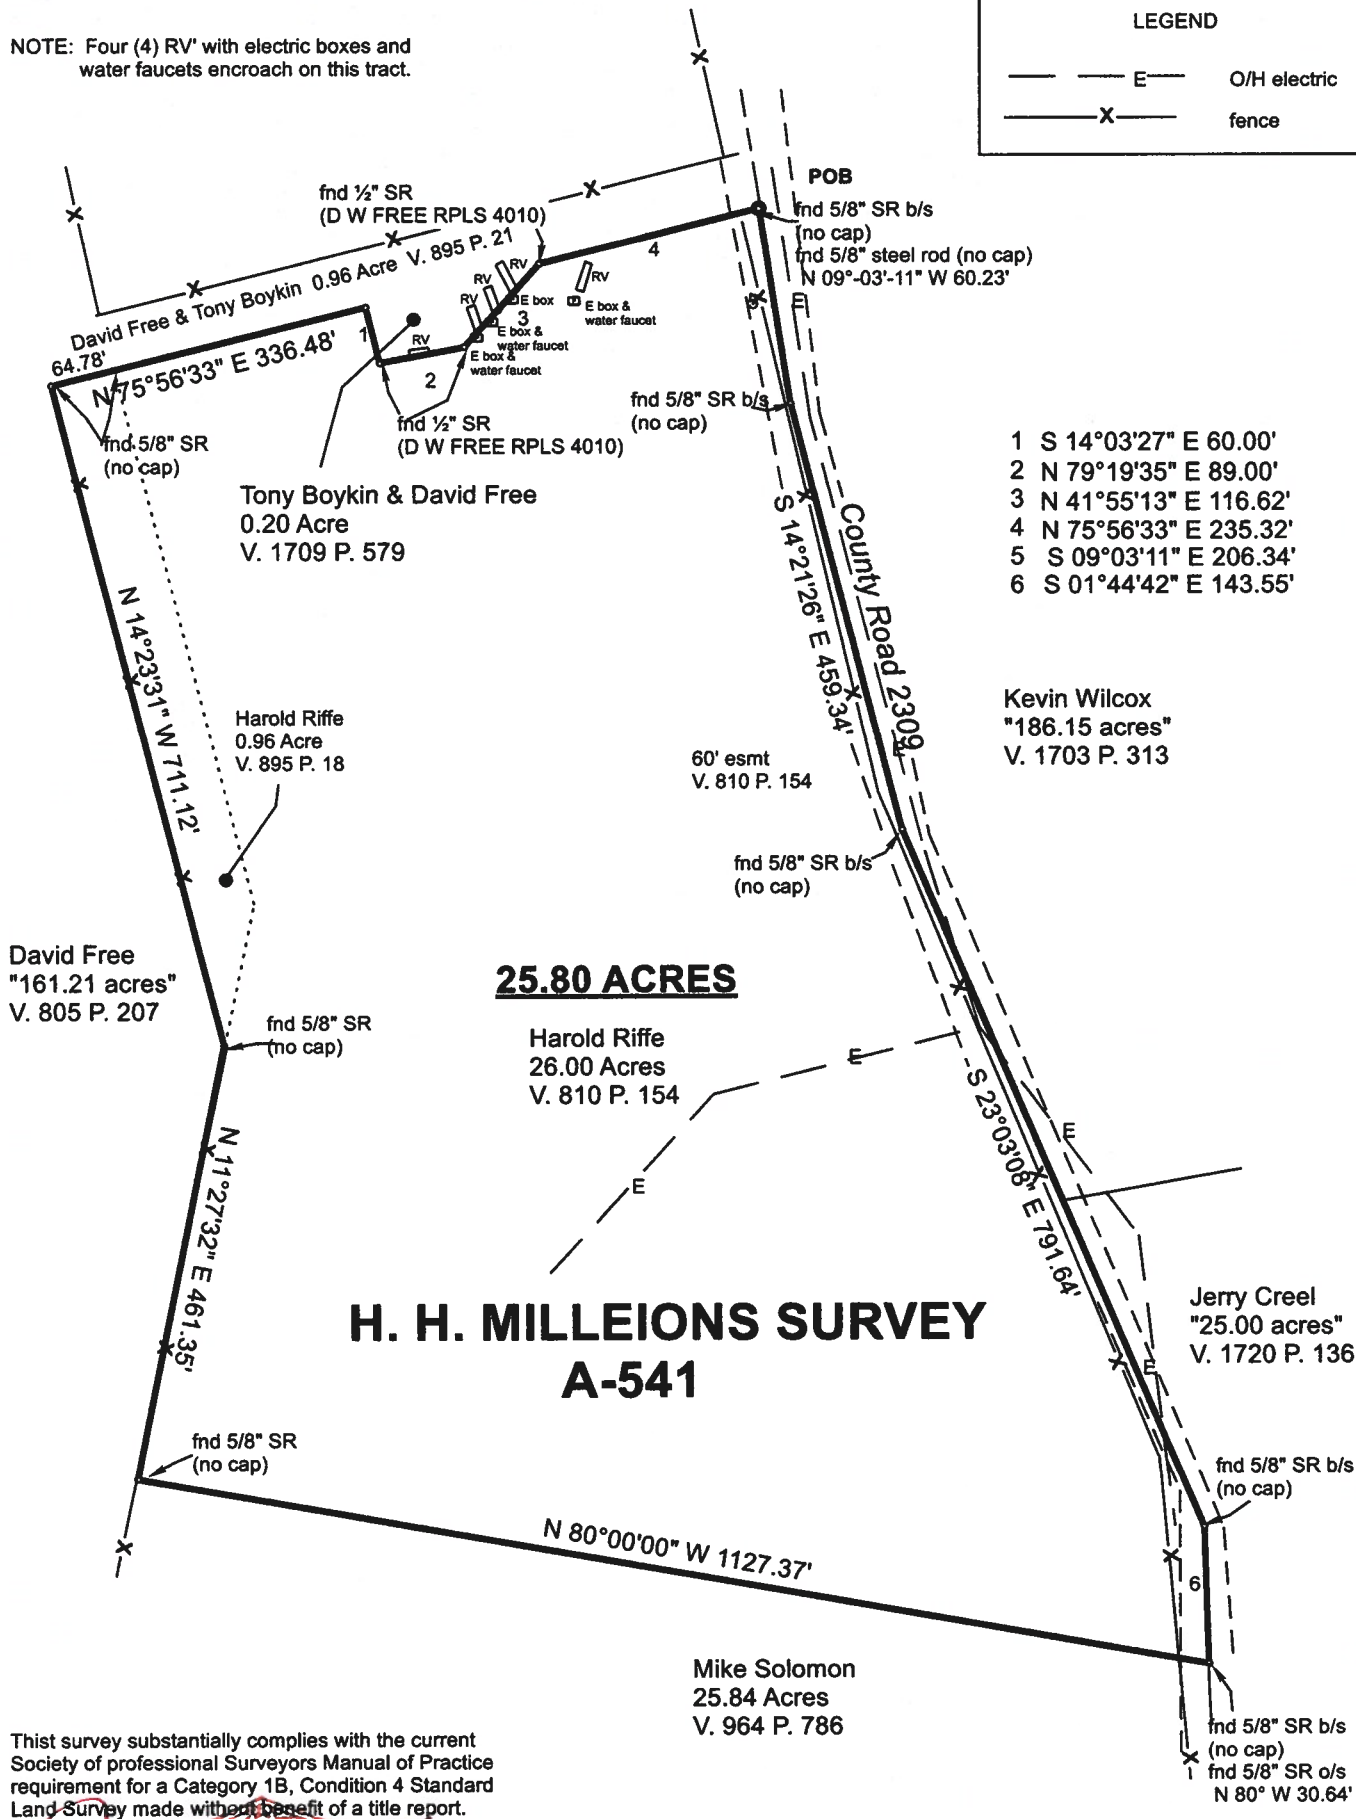 NOTE: Four (4) RV' with electric boxes and
water faucets encroach on this tract.
LEGEND
E O/H electric
X fence
POB
fnd ½" SR
(D W FREE RPLS 4010)
fnd 5/8" SR b/s
(no cap)
fnd 5/8" steel rod (no cap)
N 09°-03'-11" W 60.23'
David Free & Tony Boykin 0.96 Acre V. 895 P. 21
64.78'
N 75°56'33" E 336.48'
1
2
3
4
5
RV
RV
RV
RV
RV
E box
E box &
water faucet
E box &
water faucet
E box &
water faucet
fnd 5/8" SR
(no cap)
fnd ½" SR
(D W FREE RPLS 4010)
fnd 5/8" SR b/s
(no cap)
Tony Boykin & David Free
0.20 Acre
V. 1709 P. 579
1 S 14°03'27" E 60.00'
2 N 79°19'35" E 89.00'
3 N 41°55'13" E 116.62'
4 N 75°56'33" E 235.32'
5 S 09°03'11" E 206.34'
6 S 01°44'42" E 143.55'
S 14°21'26" E 459.34'
County Road 2309
N 14°23'31" W 711.12'
Harold Riffe
0.96 Acre
V. 895 P. 18
Kevin Wilcox
"186.15 acres"
V. 1703 P. 313
60' esmt
V. 810 P. 154
fnd 5/8" SR b/s
(no cap)
David Free
"161.21 acres"
V. 805 P. 207
25.80 ACRES
fnd 5/8" SR
(no cap)
Harold Riffe
26.00 Acres
V. 810 P. 154
S 23°03'08" E 791.64'
N 11°27'32" E 461.35'
H. H. MILLEIONS SURVEY
A-541
Jerry Creel
"25.00 acres"
V. 1720 P. 136
fnd 5/8" SR
(no cap)
fnd 5/8" SR b/s
(no cap)
N 80°00'00" W 1127.37'
6
Mike Solomon
25.84 Acres
V. 964 P. 786
fnd 5/8" SR b/s
(no cap)
fnd 5/8" SR o/s
N 80° W 30.64'
Thist survey substantially complies with the current
Society of professional Surveyors Manual of Practice
requirement for a Category 1B, Condition 4 Standard
Land Survey made without benefit of a title report.